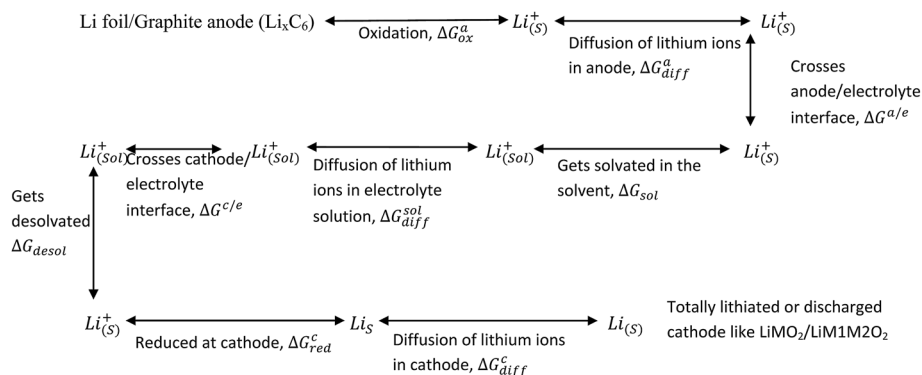 Li foil/Graphite anode (LiₓC₆)
Oxidation, ΔG^a_ox
Li⁺_(S)
Diffusion of lithium ions
in anode, ΔG^a_diff
Li⁺_(S)
Crosses
anode/electrolyte
interface, ΔG^a/e
Li⁺_(Sol)
Crosses cathode/
electrolyte
interface, ΔG^c/e
Li⁺_(Sol)
Diffusion of lithium
ions in electrolyte
solution, ΔG^sol_diff
Li⁺_(Sol)
Gets solvated in the
solvent, ΔG_sol
Li⁺_(S)
Gets
desolvated
ΔG_desol
Li⁺_(S)
Reduced at cathode, ΔG^c_red
Li_S
Diffusion of lithium ions
in cathode, ΔG^c_diff
Li_(S)
Totally lithiated or discharged
cathode like LiMO₂/LiM1M2O₂